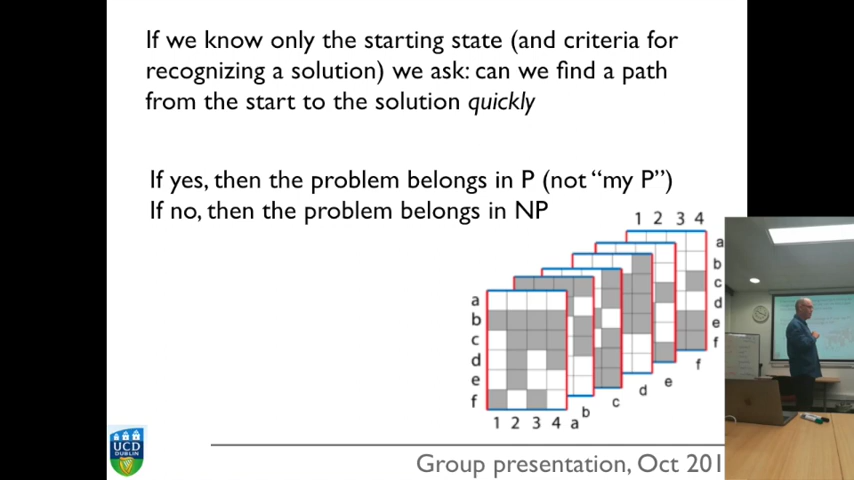 If we know only the starting state (and criteria for
recognizing a solution) we ask: can we find a path
from the start to the solution quickly
If yes, then the problem belongs in P (not “my P”)
If no, then the problem belongs in NP
1 2 3 4
a
b
c
d
e
f
a
b
c
d
e
f
1 2 3 4 a b c d e f
UCD
DUBLIN
Group presentation, Oct 201